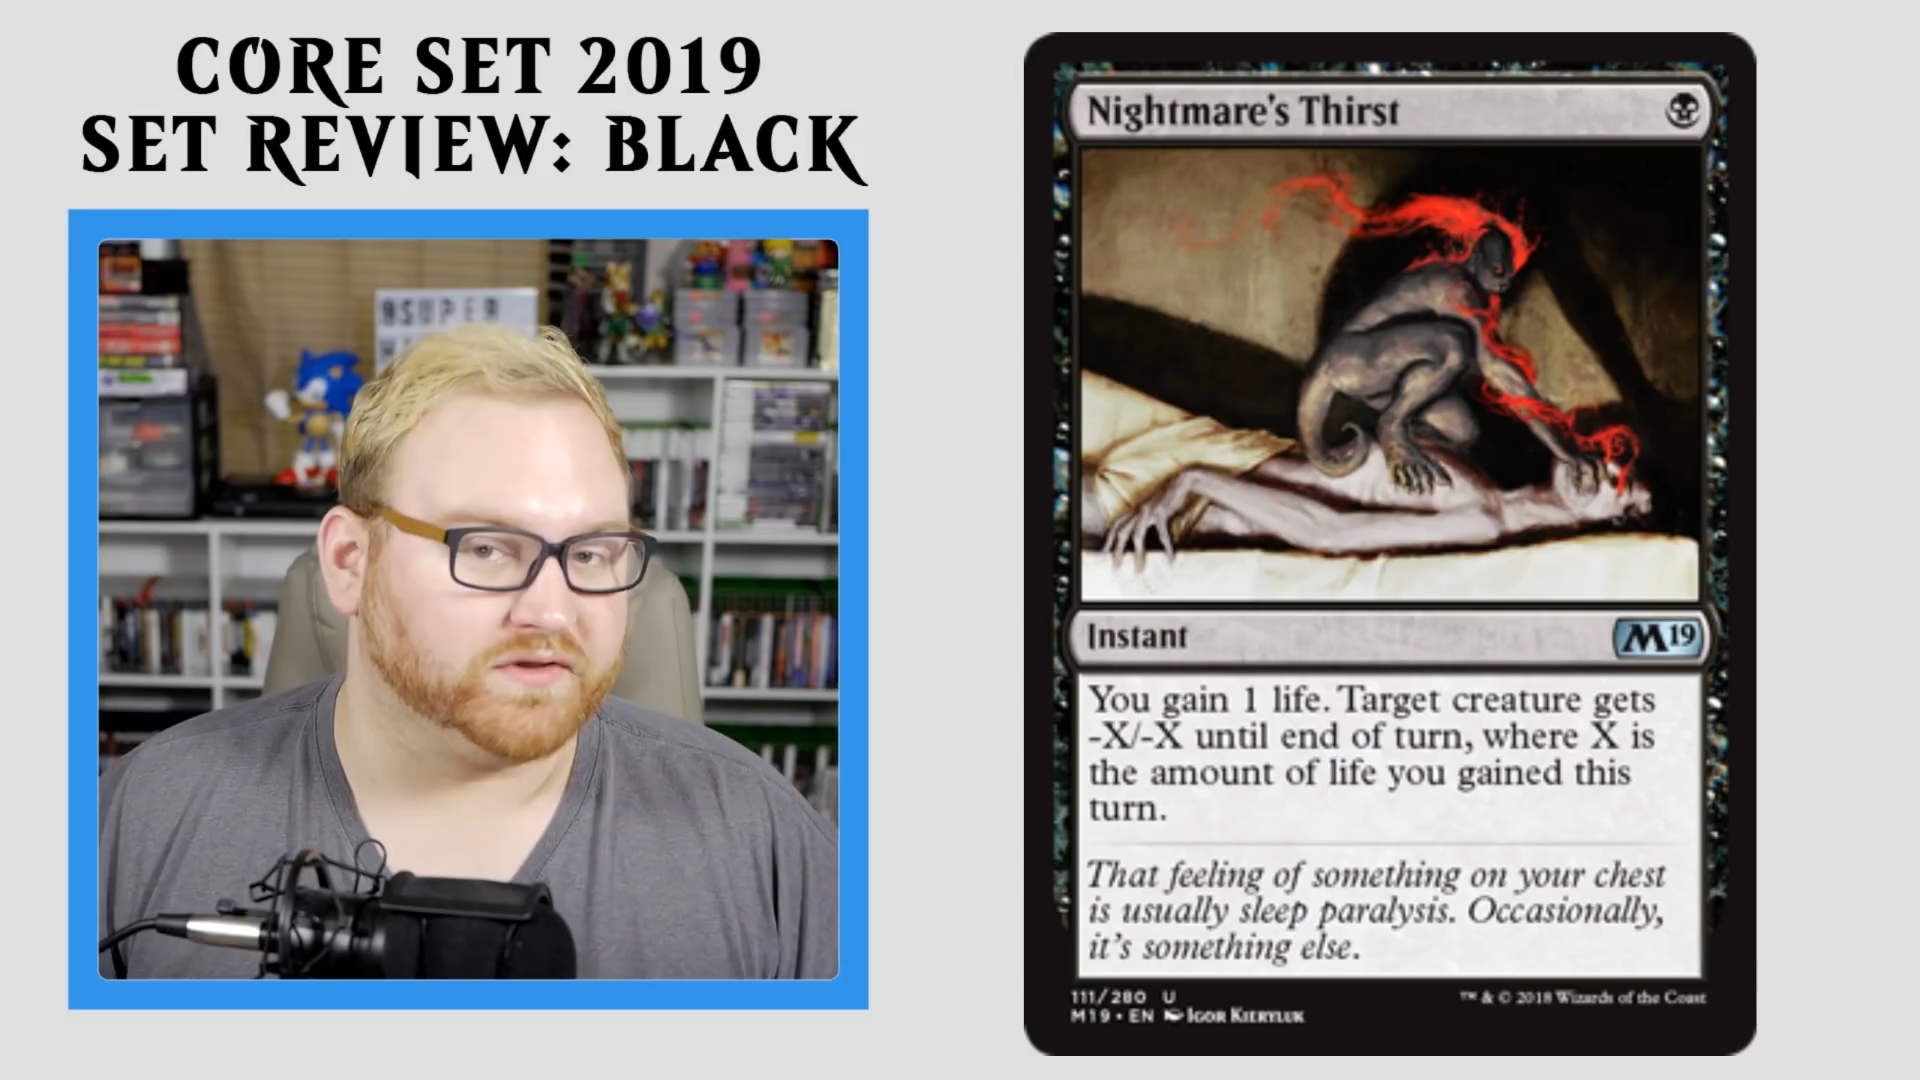 CORE SET 2019
SET REVIEW: BLACK
SUPER
Nightmare's Thirst
Instant
M19
You gain 1 life. Target creature gets
-X/-X until end of turn, where X is
the amount of life you gained this
turn.
That feeling of something on your chest
is usually sleep paralysis. Occasionally,
it's something else.
111/280 U
™ & © 2018 Wizards of the Coast
M19 • EN Igor Kieryluk